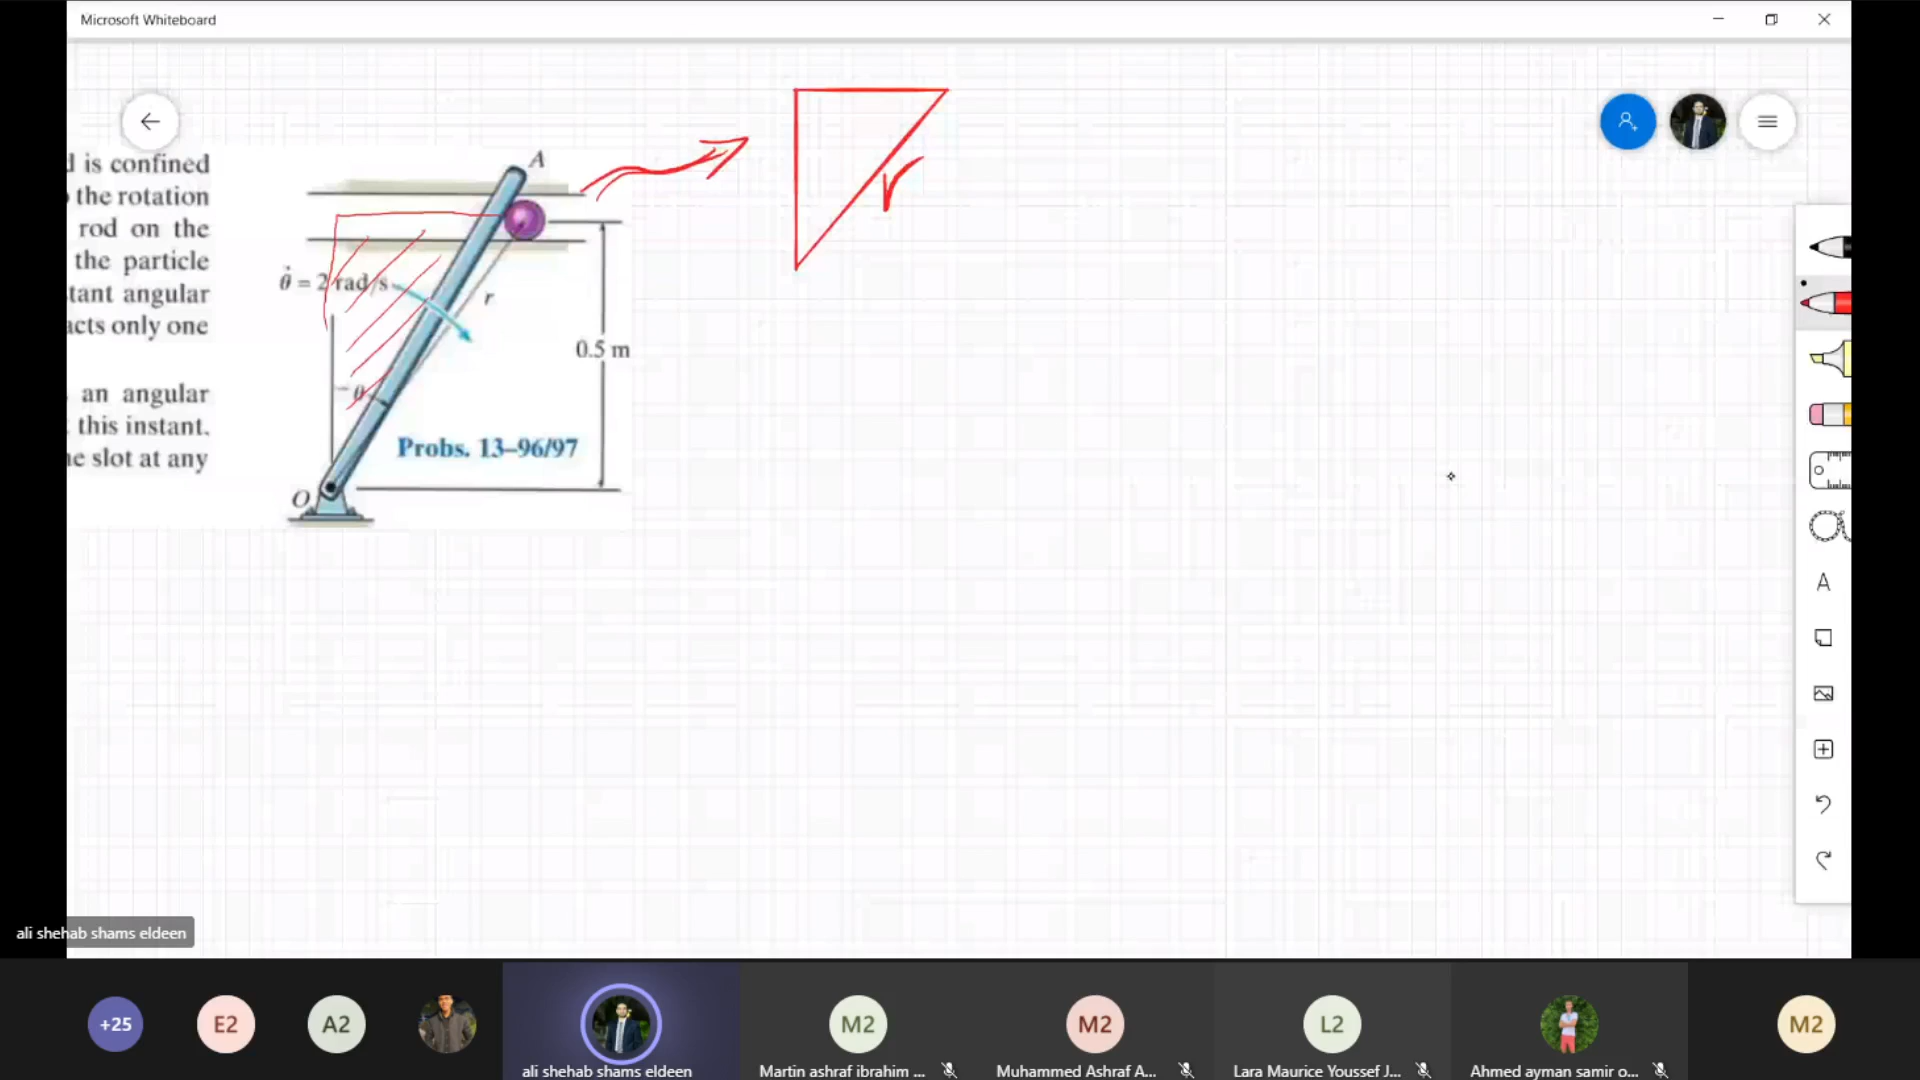 Microsoft Whiteboard
d is confined
the rotation
rod on the
the particle
tant angular
acts only one
an angular
this instant.
e slot at any
A
θ̇ = 2 rad/s
r
0.5 m
θ
Probs. 13–96/97
O
r
A
ali shehab shams eldeen
+25
E2
A2
ali shehab shams eldeen
M2
Martin ashraf ibrahim ...
M2
Muhammed Ashraf A...
L2
Lara Maurice Youssef J...
Ahmed ayman samir o...
M2